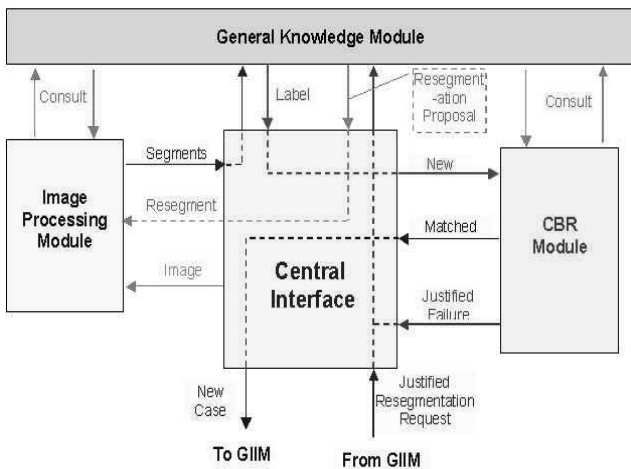 General Knowledge Module
Consult
Label
Resegment'
-ation
Proposal
Consult
Segments
New
Image
Processing
Module
Resegment
Matched
CBR
Module
Image
Central
Interface
Justified
Failure
New
Case
Justified
Resegmentation
Request
To GIIM
From GIIM